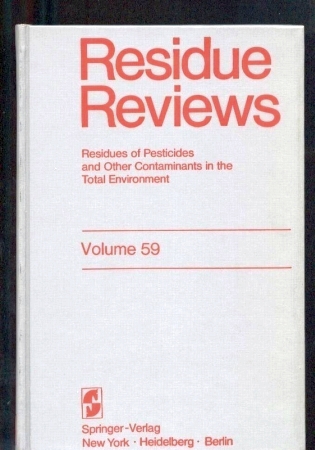 Residue
Reviews
Residues of Pesticides
and Other Contaminants in the
Total Environment
Volume 59
Springer-Verlag
New York · Heidelberg · Berlin